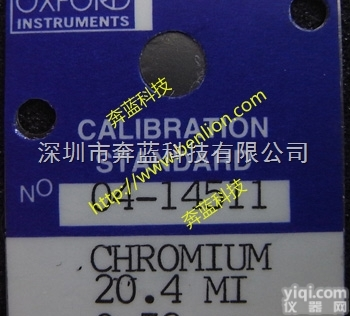 OXFORD
INSTRUMENTS
CALIBRATION
STANDARD
NO 04-14511
CHROMIUM
20.4 MI
奔蓝科技
http://www.benlion.com
奔蓝科技
深圳市奔蓝科技有限公司
yiqi.com
仪器交易网